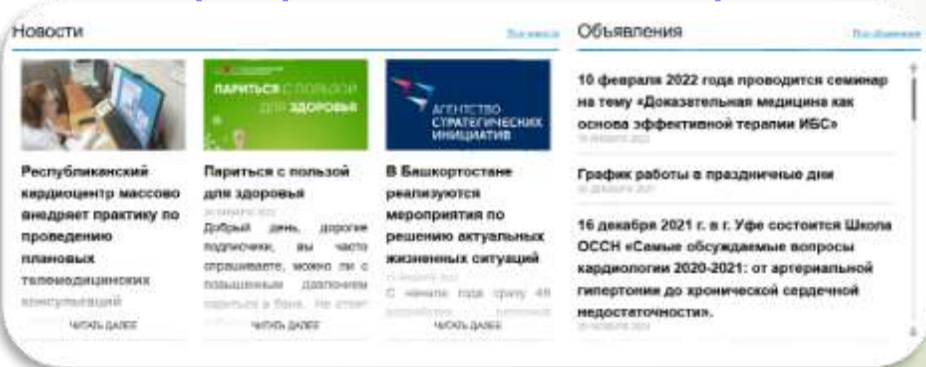 Новости
Объявления
ПАРИТЬСЯ С ПОЛЬЗОЙ
ДЛЯ ЗДОРОВЬЯ
АГЕНТСТВО
СТРАТЕГИЧЕСКИХ
ИНИЦИАТИВ
Республиканский
кардиоцентр массово
внедряет практику по
проведению
плановых
телемедицинских
консультаций
ЧИТАТЬ ДАЛЕЕ
Париться с пользой
для здоровья
Добрый день, дорогие
подписчики, вы часто
спрашиваете, можно ли с
повышенным давлением
париться в бане. Не стоит
ЧИТАТЬ ДАЛЕЕ
В Башкортостане
реализуются
мероприятия по
решению актуальных
жизненных ситуаций
С начала года сразу 48
ЧИТАТЬ ДАЛЕЕ
10 февраля 2022 года проводится семинар
на тему «Доказательная медицина как
основа эффективной терапии ИБС»
График работы в праздничные дни
16 декабря 2021 г. в г. Уфе состоится Школа
ОССН «Самые обсуждаемые вопросы
кардиологии 2020-2021: от артериальной
гипертонии до хронической сердечной
недостаточности».